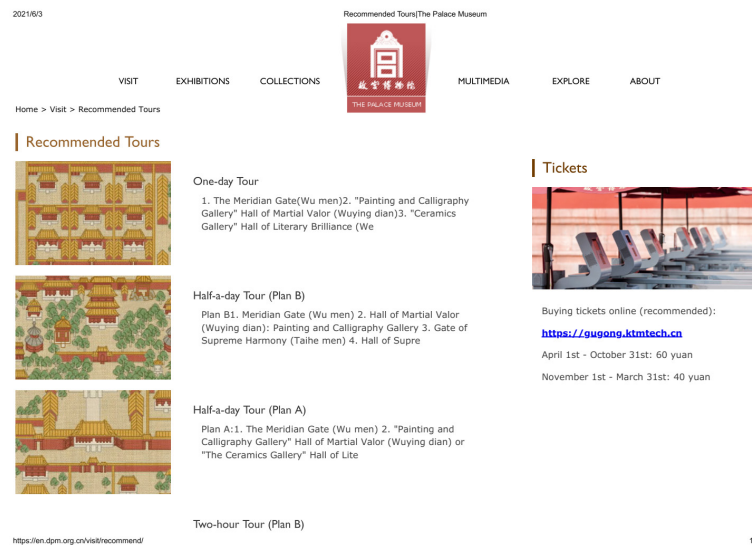 2021/6/3
Recommended Tours|The Palace Museum
故宫博物院
THE PALACE MUSEUM
VISIT
EXHIBITIONS
COLLECTIONS
MULTIMEDIA
EXPLORE
ABOUT
Home > Visit > Recommended Tours
Recommended Tours
One-day Tour
1. The Meridian Gate(Wu men)2. "Painting and Calligraphy
Gallery" Hall of Martial Valor (Wuying dian)3. "Ceramics
Gallery" Hall of Literary Brilliance (We
Half-a-day Tour (Plan B)
Plan B1. Meridian Gate (Wu men) 2. Hall of Martial Valor
(Wuying dian): Painting and Calligraphy Gallery 3. Gate of
Supreme Harmony (Taihe men) 4. Hall of Supre
Half-a-day Tour (Plan A)
Plan A:1. The Meridian Gate (Wu men) 2. "Painting and
Calligraphy Gallery" Hall of Martial Valor (Wuying dian) or
"The Ceramics Gallery" Hall of Lite
Two-hour Tour (Plan B)
Tickets
Buying tickets online (recommended):
https://gugong.ktmtech.cn
April 1st - October 31st: 60 yuan
November 1st - March 31st: 40 yuan
https://en.dpm.org.cn/visit/recommend/
1